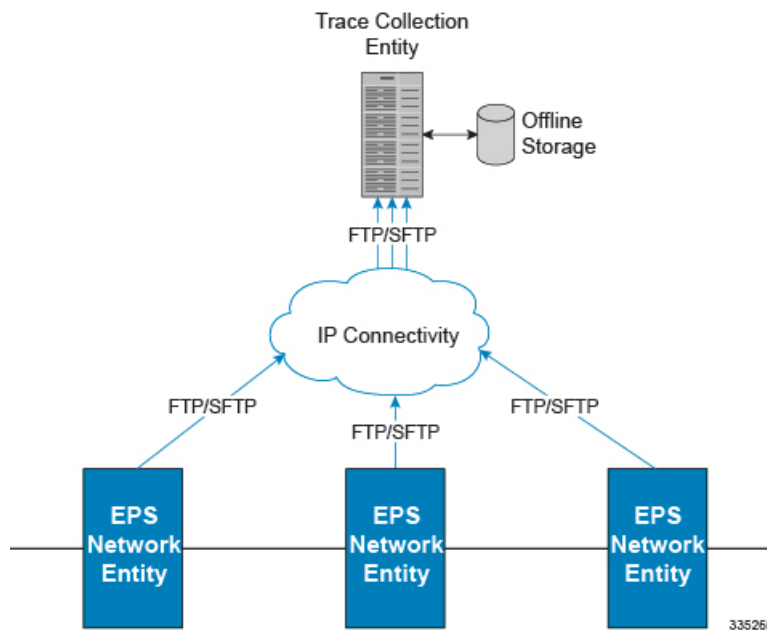 Trace Collection
Entity
Offline
Storage
FTP/SFTP
IP Connectivity
FTP/SFTP
FTP/SFTP
FTP/SFTP
EPS
Network
Entity
EPS
Network
Entity
EPS
Network
Entity